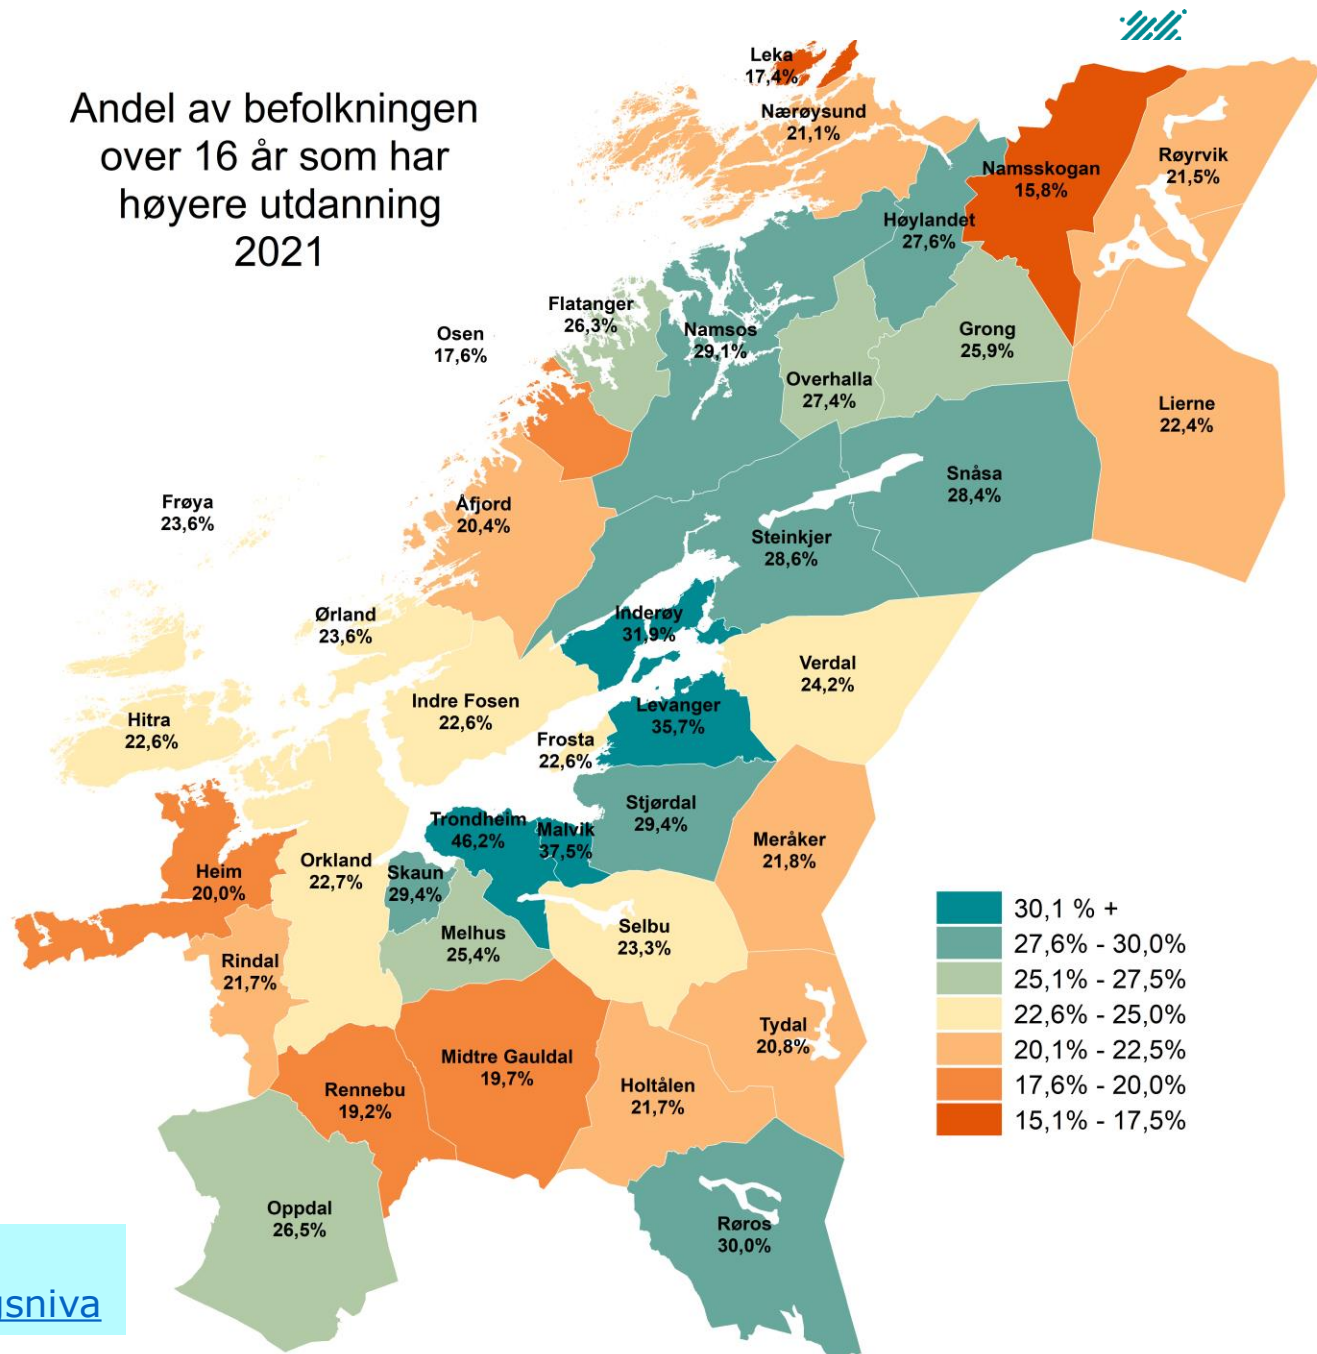 Andel av befolkningen
over 16 år som har
høyere utdanning
2021
Leka
17,4%
Nærøysund
21,1%
Namsskogan
15,8%
Røyrvik
21,5%
Høylandet
27,6%
Flatanger
26,3%
Osen
17,6%
Namsos
29,1%
Grong
25,9%
Overhalla
27,4%
Lierne
22,4%
Snåsa
28,4%
Frøya
23,6%
Åfjord
20,4%
Steinkjer
28,6%
Ørland
23,6%
Inderøy
31,9%
Verdal
24,2%
Indre Fosen
22,6%
Levanger
35,7%
Hitra
22,6%
Frosta
22,6%
Stjørdal
29,4%
Trondheim
46,2%
Malvik
37,5%
Meråker
21,8%
Orkland
22,7%
Heim
20,0%
Skaun
29,4%
Selbu
23,3%
Melhus
25,4%
Rindal
21,7%
Tydal
20,8%
Midtre Gauldal
19,7%
Rennebu
19,2%
Holtålen
21,7%
Oppdal
26,5%
Røros
30,0%
30,1 % +
27,6% - 30,0%
25,1% - 27,5%
22,6% - 25,0%
20,1% - 22,5%
17,6% - 20,0%
15,1% - 17,5%
gsniva